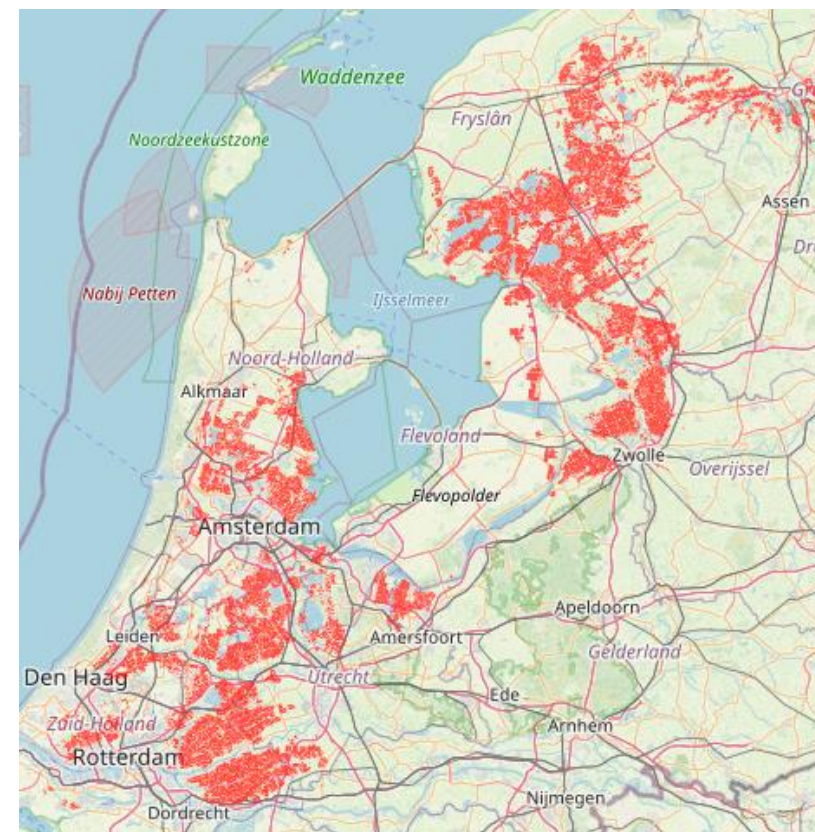 Waddenzee
Gr
Fryslân
Noordzeekustzone
Assen
Dr
Nabij Petten
IJsselmeer
Noord-Holland
Alkmaar
Flevoland
Zwolle
Overijssel
Flevopolder
Amsterdam
Apeldoorn
Leiden
Amersfoort
Gelderland
Den Haag
Utrecht
Ede
Zuid-Holland
Arnhem
Rotterdam
Nijmegen
Dordrecht